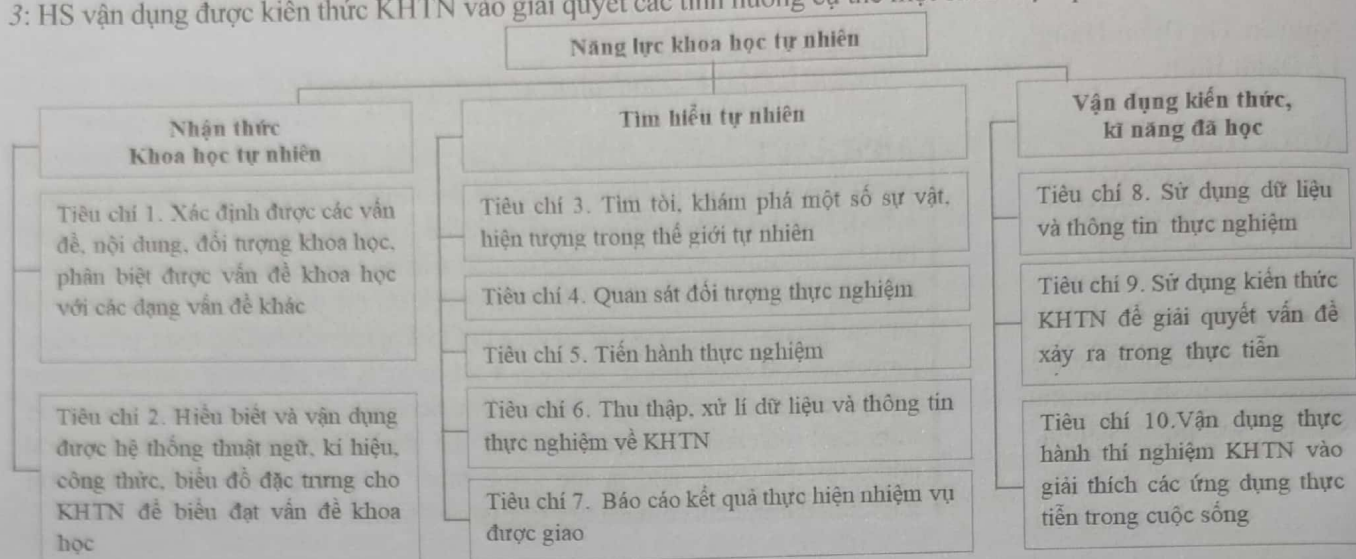 3: HS vận dụng được kiến thức KHTN vào giải quyết các tình huống cụ thể
Năng lực khoa học tự nhiên
Nhận thức
Khoa học tự nhiên
Tiêu chí 1. Xác định được các vấn
đề, nội dung, đối tượng khoa học,
phân biệt được vấn đề khoa học
với các dạng vấn đề khác
Tiêu chí 2. Hiểu biết và vận dụng
được hệ thống thuật ngữ, kí hiệu,
công thức, biểu đồ đặc trưng cho
KHTN để biểu đạt vấn đề khoa
học
Tìm hiểu tự nhiên
Tiêu chí 3. Tìm tòi, khám phá một số sự vật,
hiện tượng trong thế giới tự nhiên
Tiêu chí 4. Quan sát đối tượng thực nghiệm
Tiêu chí 5. Tiến hành thực nghiệm
Tiêu chí 6. Thu thập, xử lí dữ liệu và thông tin
thực nghiệm về KHTN
Tiêu chí 7. Báo cáo kết quả thực hiện nhiệm vụ
được giao
Vận dụng kiến thức,
kĩ năng đã học
Tiêu chí 8. Sử dụng dữ liệu
và thông tin thực nghiệm
Tiêu chí 9. Sử dụng kiến thức
KHTN để giải quyết vấn đề
xảy ra trong thực tiễn
Tiêu chí 10.Vận dụng thực
hành thí nghiệm KHTN vào
giải thích các ứng dụng thực
tiễn trong cuộc sống